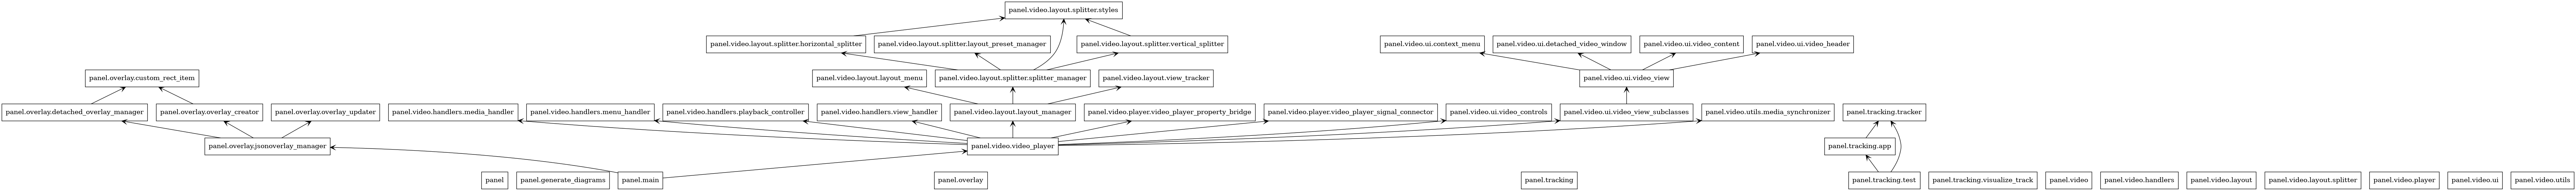 panel.video.layout.splitter.styles
panel.video.layout.splitter.horizontal_splitter
panel.video.layout.splitter.layout_preset_manager
panel.video.layout.splitter.vertical_splitter
panel.video.ui.context_menu
panel.video.ui.detached_video_window
panel.video.ui.video_content
panel.video.ui.video_header
panel.overlay.custom_rect_item
panel.video.layout.layout_menu
panel.video.layout.splitter.splitter_manager
panel.video.layout.view_tracker
panel.video.ui.video_view
panel.overlay.detached_overlay_manager
panel.overlay.overlay_creator
panel.overlay.overlay_updater
panel.video.handlers.media_handler
panel.video.handlers.menu_handler
panel.video.handlers.playback_controller
panel.video.handlers.view_handler
panel.video.layout.layout_manager
panel.video.player.video_player_property_bridge
panel.video.player.video_player_signal_connector
panel.video.ui.video_controls
panel.video.ui.video_view_subclasses
panel.video.utils.media_synchronizer
panel.tracking.tracker
panel.overlay.jsonoverlay_manager
panel.video.video_player
panel.tracking.app
panel
panel.generate_diagrams
panel.main
panel.overlay
panel.tracking
panel.tracking.test
panel.tracking.visualize_track
panel.video
panel.video.handlers
panel.video.layout
panel.video.layout.splitter
panel.video.player
panel.video.ui
panel.video.utils